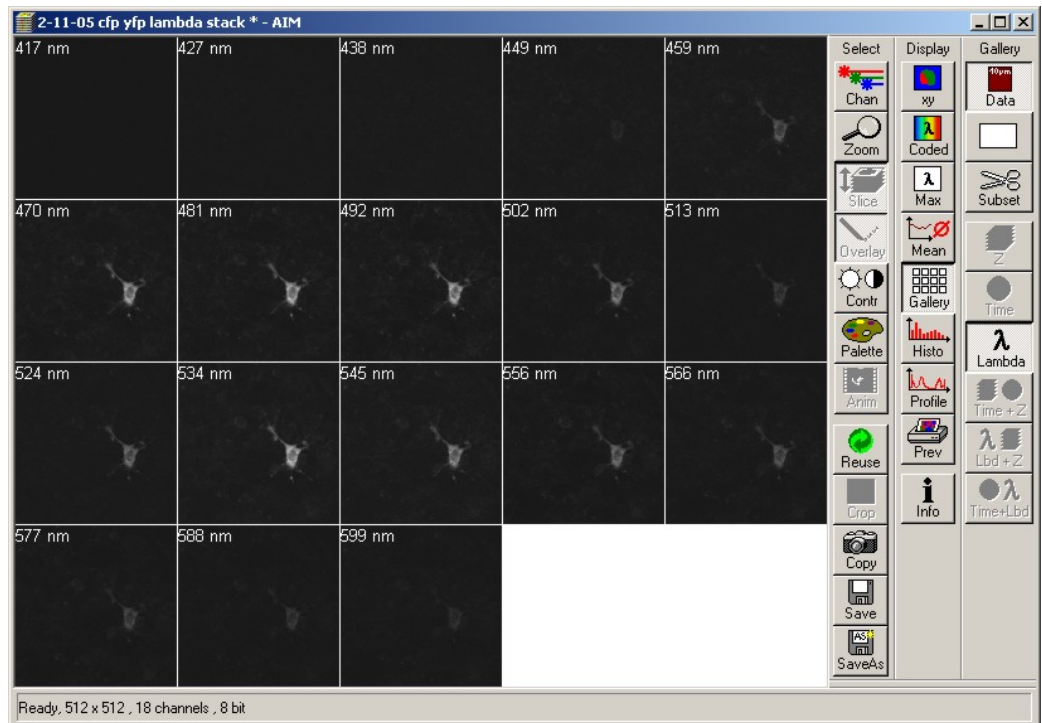 2-11-05 cfp yfp lambda stack * - AIM
417 nm 427 nm 438 nm 449 nm 459 nm
470 nm 481 nm 492 nm 502 nm 513 nm
524 nm 534 nm 545 nm 556 nm 566 nm
577 nm 588 nm 599 nm
Select
Chan
Zoom
Slice
Overlay
Contr
Palette
Anim
Reuse
Crop
Copy
Save
AS
SaveAs
Display
xy
λ
Coded
λ
Max
Mean
Gallery
Histo
Profile
Prev
i
Info
Gallery
10µm
Data
Subset
Z
Time
λ
Lambda
Time + Z
λ
Lbd + Z
λ
Time+Lbd
Ready, 512 x 512 , 18 channels , 8 bit